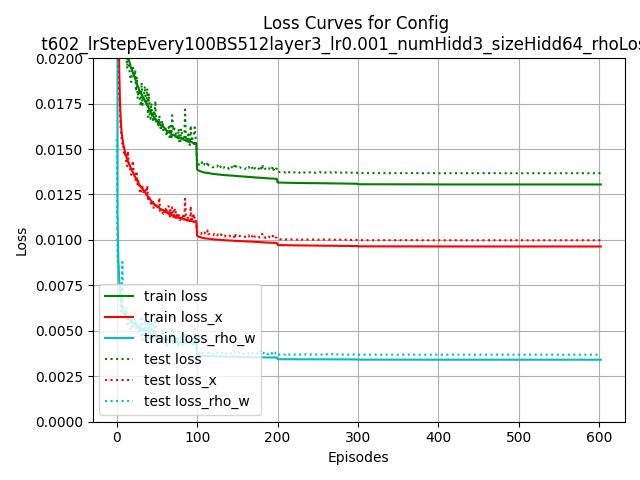 Loss Curves for Config
t602_lrStepEvery100BS512layer3_lr0.001_numHidd3_sizeHidd64_rhoLos
0.0200
0.0175
0.0150
0.0125
0.0100
0.0075
0.0050
0.0025
0.0000
Loss
train loss
train loss_x
train loss_rho_w
test loss
test loss_x
test loss_rho_w
0 100 200 300 400 500 600
Episodes